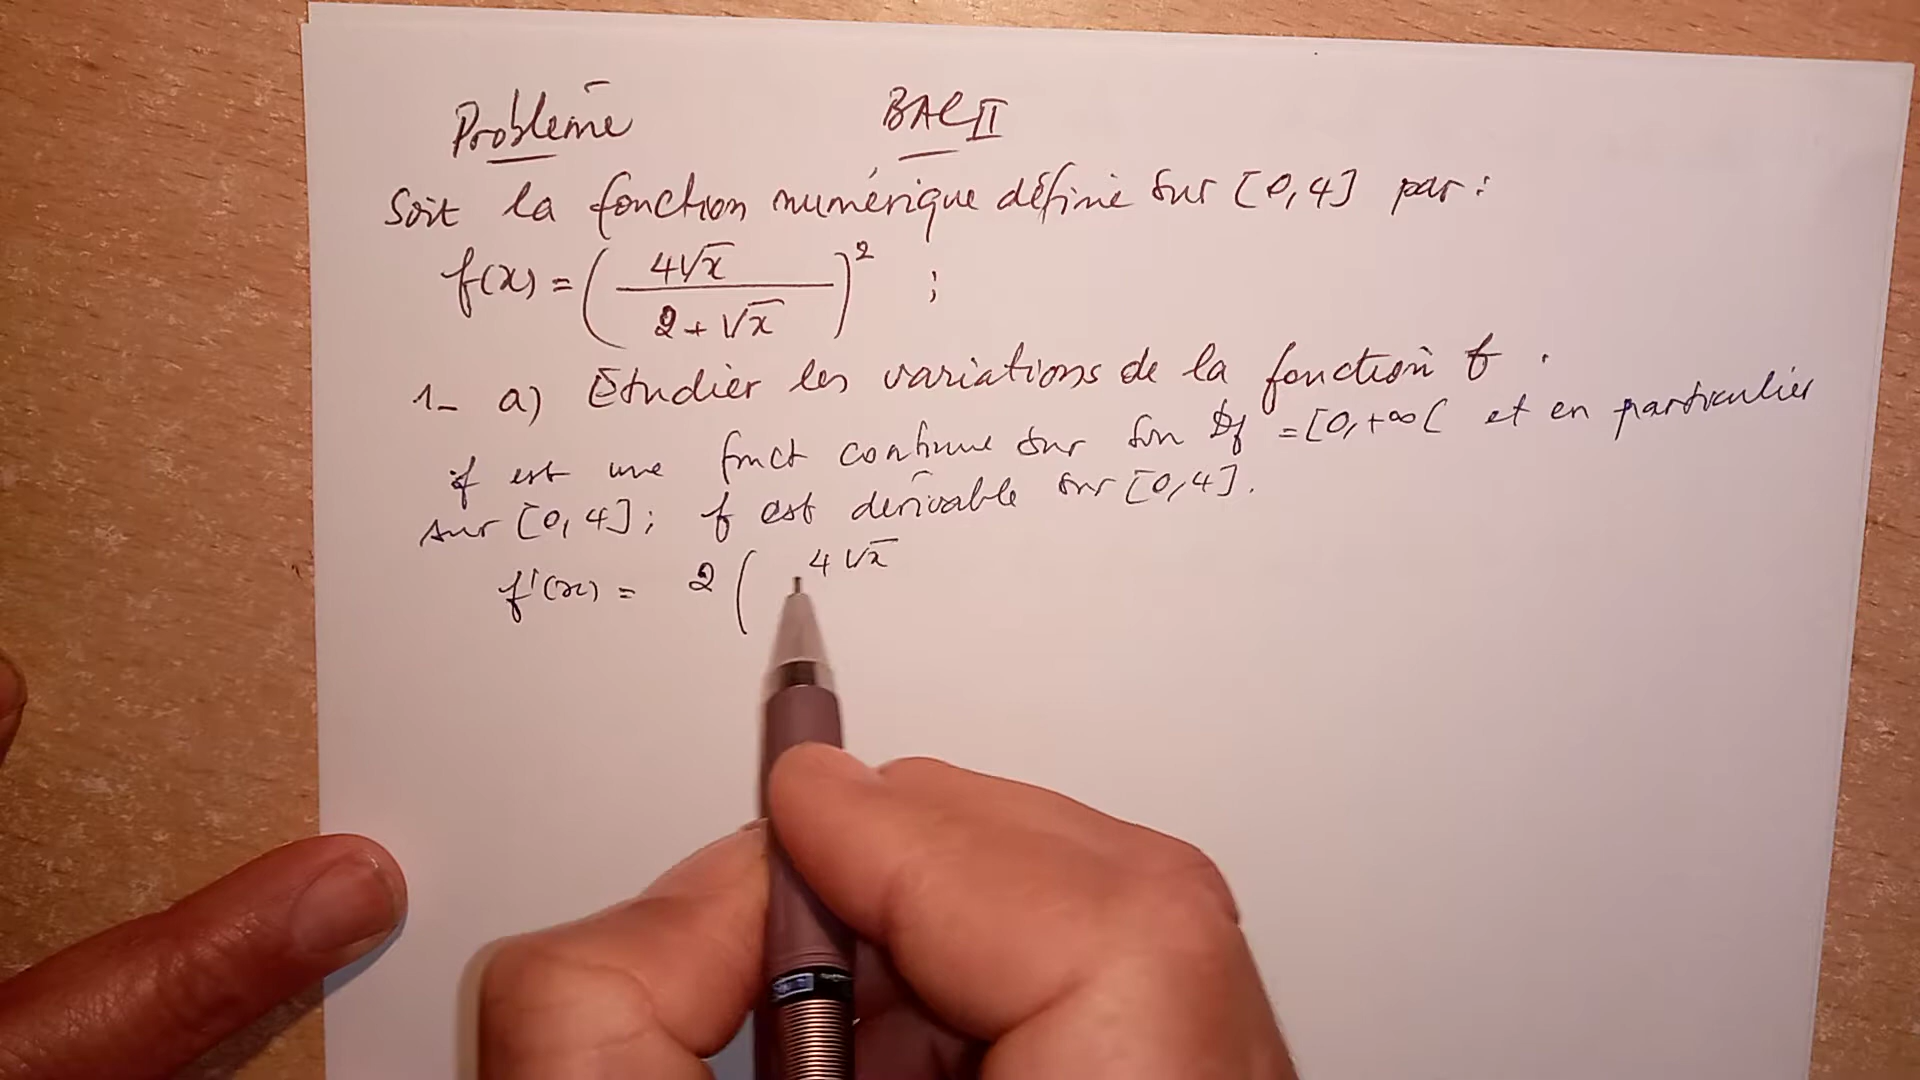 Problème BAC II
Soit la fonction numérique définie sur [0,4] par :
f(x) = ( 4√x / 2+√x )² ;
1- a) Etudier les variations de la fonction f .
f est une fnct continue sur son Df = [0,+∞[ et en particulier
sur [0,4] ; f est dérivable sur [0,4].
f'(x) = 2 ( 4√x